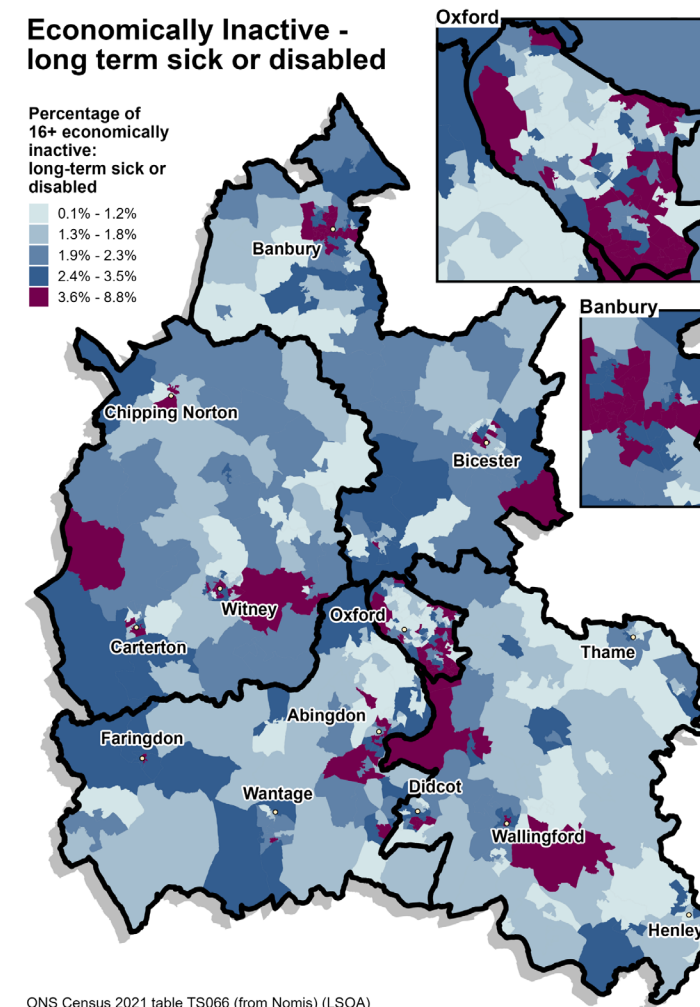 Economically Inactive -
long term sick or disabled
Percentage of
16+ economically
inactive:
long-term sick or
disabled
0.1% - 1.2%
1.3% - 1.8%
1.9% - 2.3%
2.4% - 3.5%
3.6% - 8.8%
Oxford
Banbury
Banbury
Chipping Norton
Bicester
Witney
Oxford
Carterton
Thame
Abingdon
Faringdon
Wantage
Didcot
Wallingford
Henley
ONS Census 2021 table TS066 (from Nomis) (LSOA)